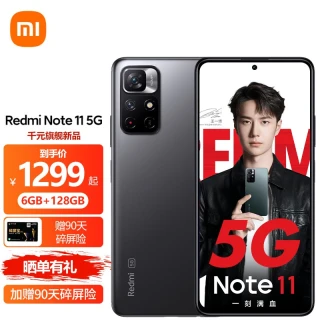 mi
Redmi Note 11 5G
千元旗舰新品
到手价
¥1299起
6GB+128GB
赠90天
碎屏险
晒单有礼
加赠90天碎屏险
Redmi 5G
5G
Note 11
一刻满血